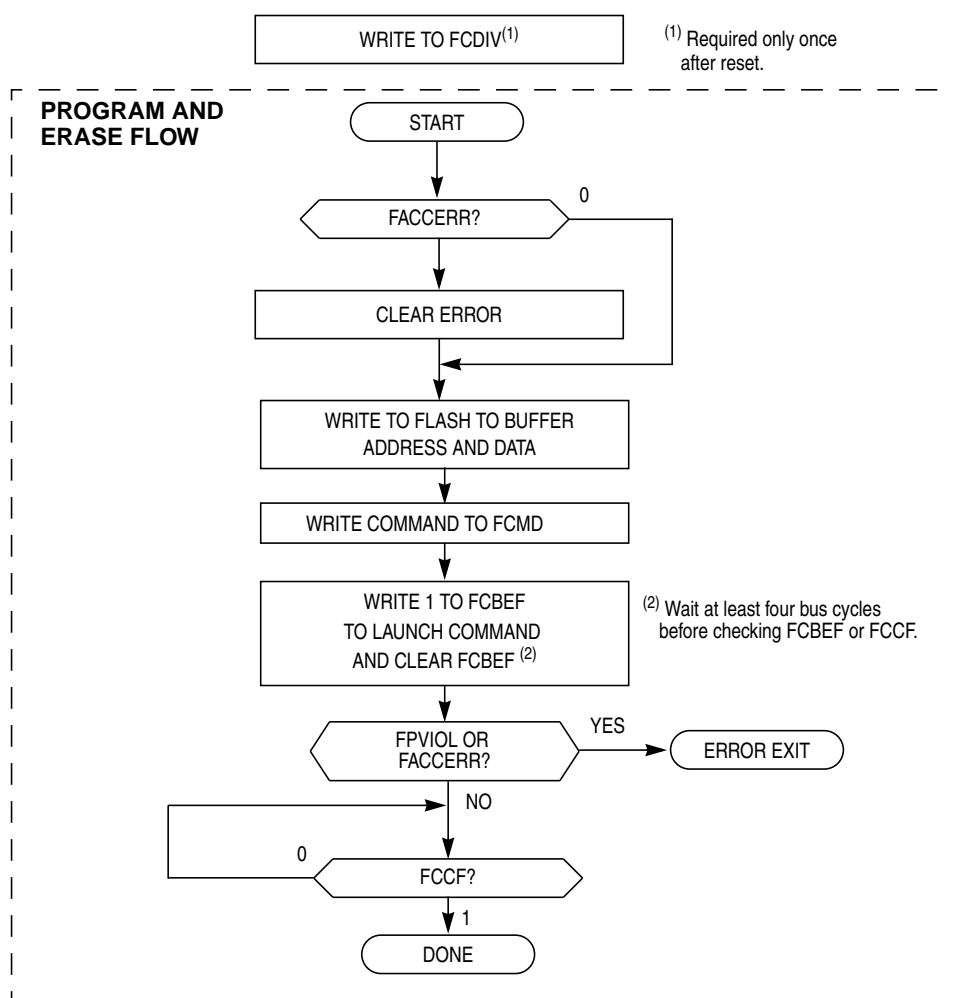 WRITE TO FCDIV(1)
(1) Required only once
after reset.
PROGRAM AND
ERASE FLOW
START
FACCERR?
0
CLEAR ERROR
WRITE TO FLASH TO BUFFER
ADDRESS AND DATA
WRITE COMMAND TO FCMD
WRITE 1 TO FCBEF
TO LAUNCH COMMAND
AND CLEAR FCBEF (2)
(2) Wait at least four bus cycles
before checking FCBEF or FCCF.
FPVIOL OR
FACCERR?
YES
ERROR EXIT
NO
0
FCCF?
1
DONE